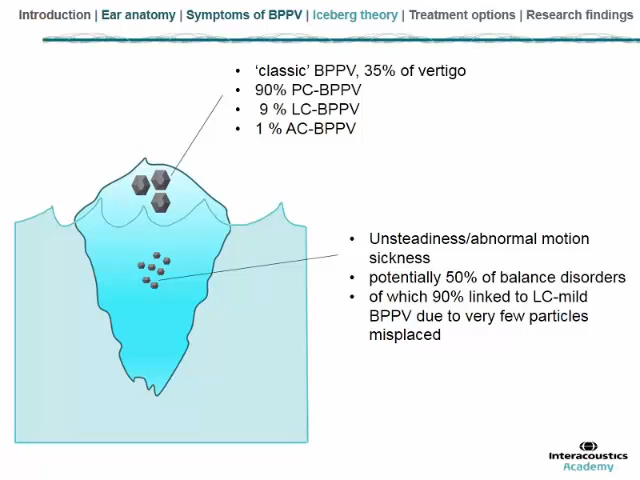 Introduction | Ear anatomy | Symptoms of BPPV | Iceberg theory | Treatment options | Research findings
• 'classic' BPPV, 35% of vertigo
• 90% PC-BPPV
• 9 % LC-BPPV
• 1 % AC-BPPV
• Unsteadiness/abnormal motion
sickness
• potentially 50% of balance disorders
• of which 90% linked to LC-mild
BPPV due to very few particles
misplaced
Interacoustics
Academy